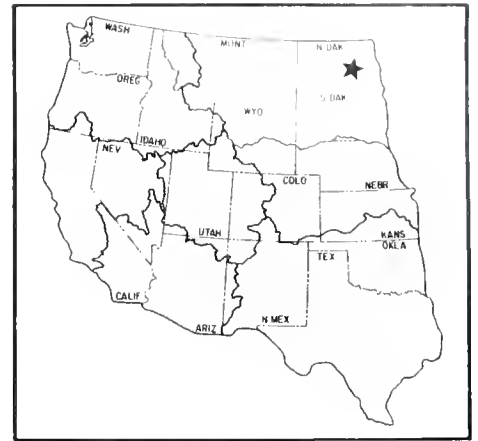 WASH
MONT
N. DAK
OREG
S. DAK
WYO
IDAHO
NEV
COLO
NEBR
UTAH
KANS
OKLA
TEX
CALIF
N. MEX
ARIZ